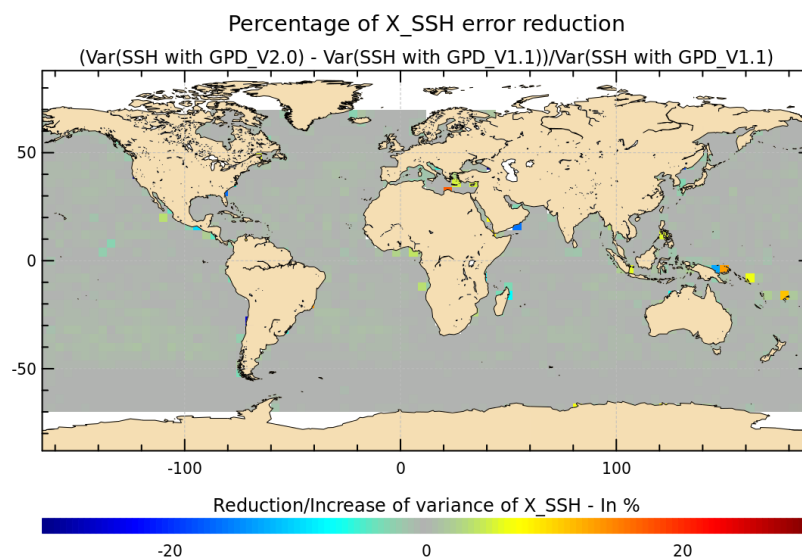 Percentage of X_SSH error reduction
(Var(SSH with GPD_V2.0) - Var(SSH with GPD_V1.1))/Var(SSH with GPD_V1.1)
50
0
-50
-100 0 100
Reduction/Increase of variance of X_SSH - In %
-20 0 20